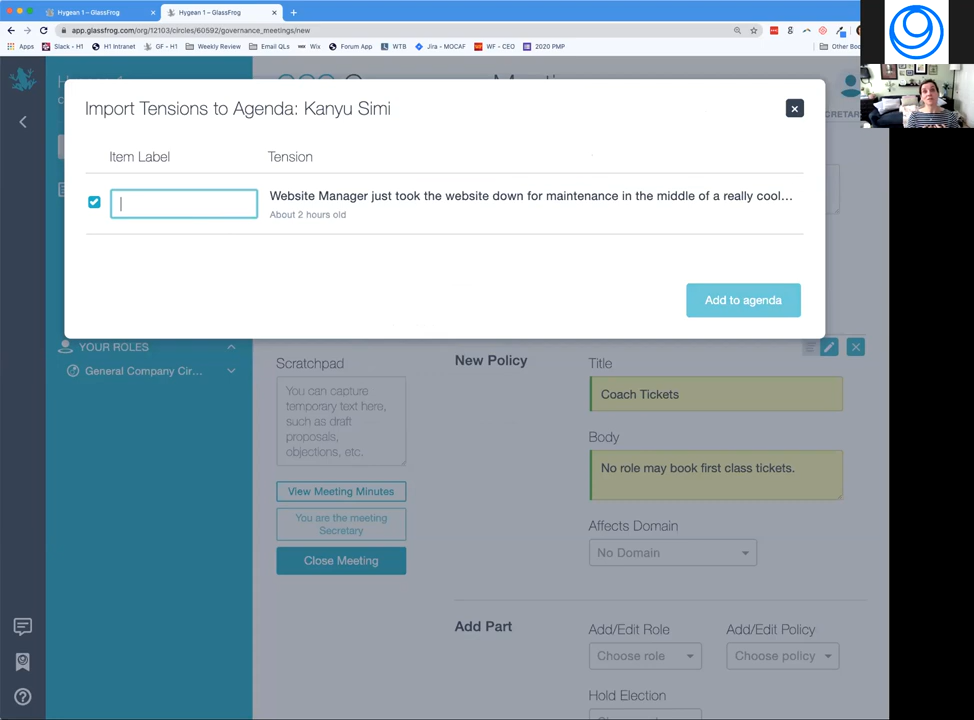 Hygean 1 – GlassFrog
Hygean 1 – GlassFrog
app.glassfrog.com/org/12103/circles/60592/governance_meetings/new
Apps
Slack - H1
H1 Intranet
GF - H1
Weekly Review
Email QLs
Wix
Forum App
WTB
Jira - MOCAF
WF - CEO
2020 PMP
Other Boo
Import Tensions to Agenda: Kanyu Simi
Item Label
Tension
Website Manager just took the website down for maintenance in the middle of a really cool...
About 2 hours old
Add to agenda
YOUR ROLES
General Company Cir...
Scratchpad
You can capture
temporary text here,
such as draft
proposals,
objections, etc.
View Meeting Minutes
You are the meeting
Secretary
Close Meeting
New Policy
Title
Coach Tickets
Body
No role may book first class tickets.
Affects Domain
No Domain
Add Part
Add/Edit Role
Add/Edit Policy
Choose role
Choose policy
Hold Election